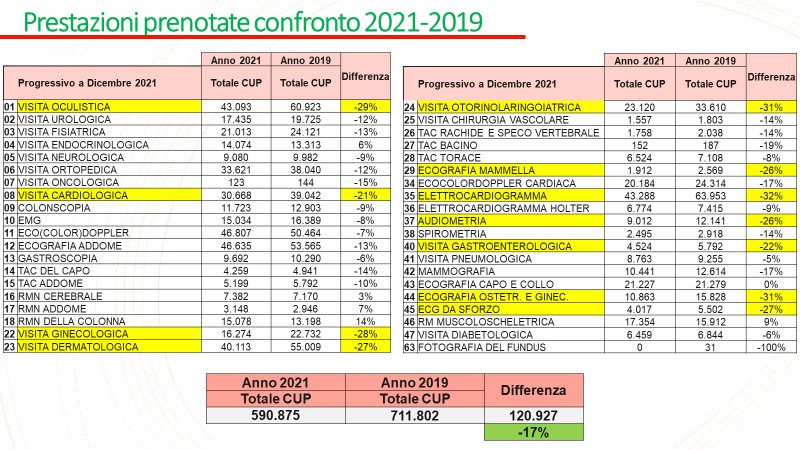 Prestazioni prenotate confronto 2021-2019
Progressivo a Dicembre 2021 Anno 2021 Anno 2019 Differenza
Totale CUP Totale CUP
01 VISITA OCULISTICA 43.093 60.923 -29%
02 VISITA UROLOGICA 17.435 19.725 -12%
03 VISITA FISIATRICA 21.013 24.121 -13%
04 VISITA ENDOCRINOLOGICA 14.074 13.313 6%
05 VISITA NEUROLOGICA 9.080 9.982 -9%
06 VISITA ORTOPEDICA 33.621 38.040 -12%
07 VISITA ONCOLOGICA 123 144 -15%
08 VISITA CARDIOLOGICA 30.668 39.042 -21%
09 COLONSCOPIA 11.723 12.903 -9%
10 EMG 15.034 16.389 -8%
11 ECO(COLOR)DOPPLER 46.807 50.464 -7%
12 ECOGRAFIA ADDOME 46.635 53.565 -13%
13 GASTROSCOPIA 9.692 10.290 -6%
14 TAC DEL CAPO 4.259 4.941 -14%
15 TAC ADDOME 5.199 5.792 -10%
16 RMN CEREBRALE 7.382 7.170 3%
17 RMN ADDOME 3.148 2.946 7%
18 RMN DELLA COLONNA 15.078 13.198 14%
22 VISITA GINECOLOGICA 16.274 22.732 -28%
23 VISITA DERMATOLOGICA 40.113 55.009 -27%
Progressivo a Dicembre 2021 Anno 2021 Anno 2019 Differenza
Totale CUP Totale CUP
24 VISITA OTORINOLARINGOIATRICA 23.120 33.610 -31%
25 VISITA CHIRURGIA VASCOLARE 1.557 1.803 -14%
26 TAC RACHIDE E SPECO VERTEBRALE 1.758 2.038 -14%
27 TAC BACINO 152 187 -19%
28 TAC TORACE 6.524 7.108 -8%
29 ECOGRAFIA MAMMELLA 1.912 2.569 -26%
34 ECOCOLORDOPPLER CARDIACA 20.184 24.314 -17%
35 ELETTROCARDIOGRAMMA 43.288 63.953 -32%
36 ELETTROCARDIOGRAMMA HOLTER 6.774 7.415 -9%
37 AUDIOMETRIA 9.012 12.141 -26%
38 SPIROMETRIA 2.495 2.918 -14%
40 VISITA GASTROENTEROLOGICA 4.524 5.792 -22%
41 VISITA PNEUMOLOGICA 8.763 9.255 -5%
42 MAMMOGRAFIA 10.441 12.614 -17%
43 ECOGRAFIA CAPO E COLLO 21.227 21.279 0%
44 ECOGRAFIA OSTETR. E GINEC. 10.863 15.828 -31%
45 ECG DA SFORZO 4.017 5.502 -27%
46 RM MUSCOLOSCHELETRICA 17.354 15.912 9%
47 VISITA DIABETOLOGICA 6.459 6.844 -6%
63 FOTOGRAFIA DEL FUNDUS 0 31 -100%
Anno 2021 Anno 2019 Differenza
Totale CUP Totale CUP
590.875 711.802 120.927
-17%